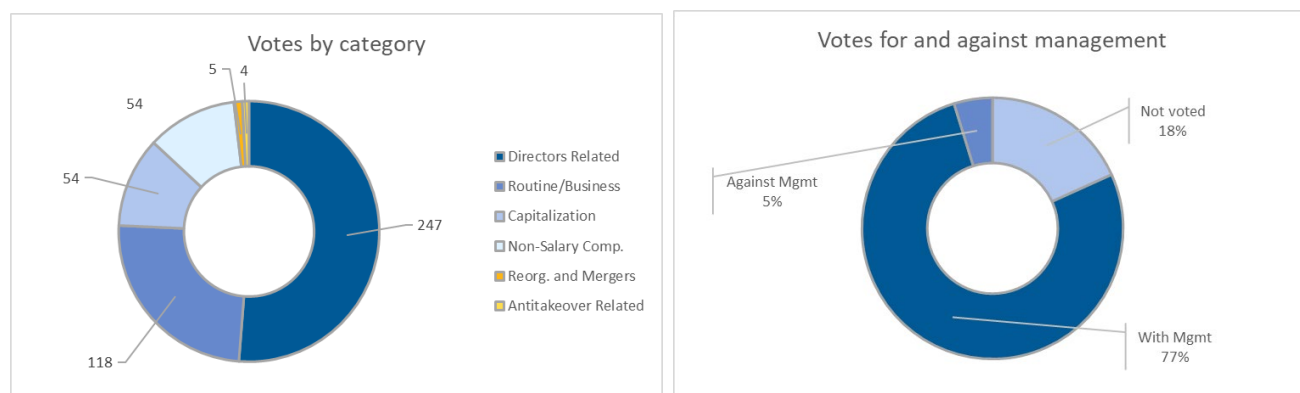 Votes by category
5
4
54
54
118
247
Directors Related
Routine/Business
Capitalization
Non-Salary Comp.
Reorg. and Mergers
Antitakeover Related
Votes for and against management
Not voted
18%
Against Mgmt
5%
With Mgmt
77%